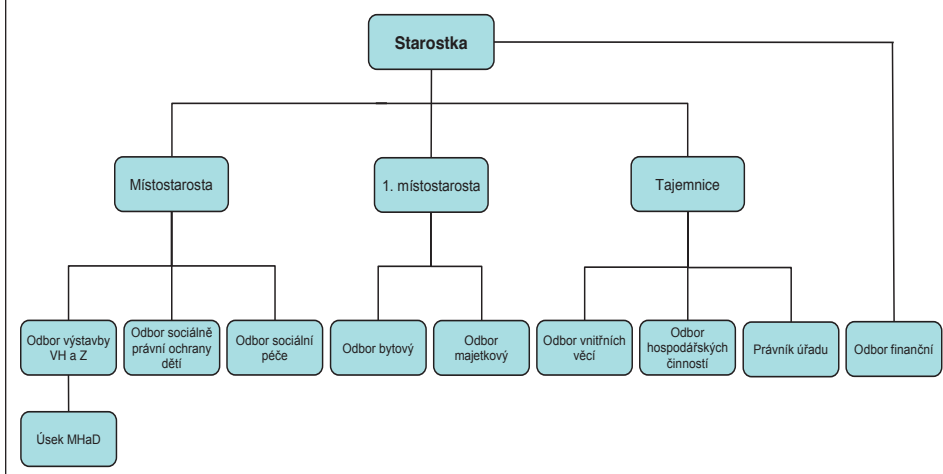 Starostka
Místostarosta
1. místostarosta
Tajemnice
Odbor výstavby
VH a Z
Odbor sociálně
právní ochrany
dětí
Odbor sociální
péče
Odbor bytový
Odbor
majetkový
Odbor vnitřních
věcí
Odbor
hospodářských
činností
Právník úřadu
Odbor finanční
Úsek MHaD